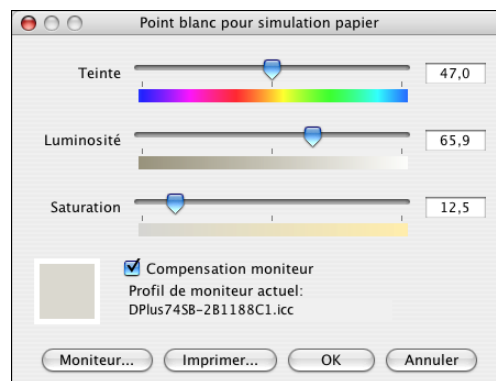 Point blanc pour simulation papier
Teinte 47,0
Luminosité 65,9
Saturation 12,5
Compensation moniteur
Profil de moniteur actuel:
DPlus74SB-2B1188C1.icc
Moniteur... Imprimer... OK Annuler